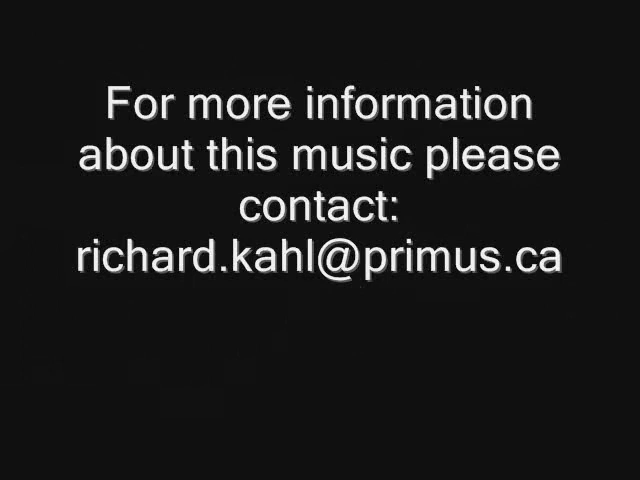 For more information
about this music please
contact:
richard.kahl@primus.ca